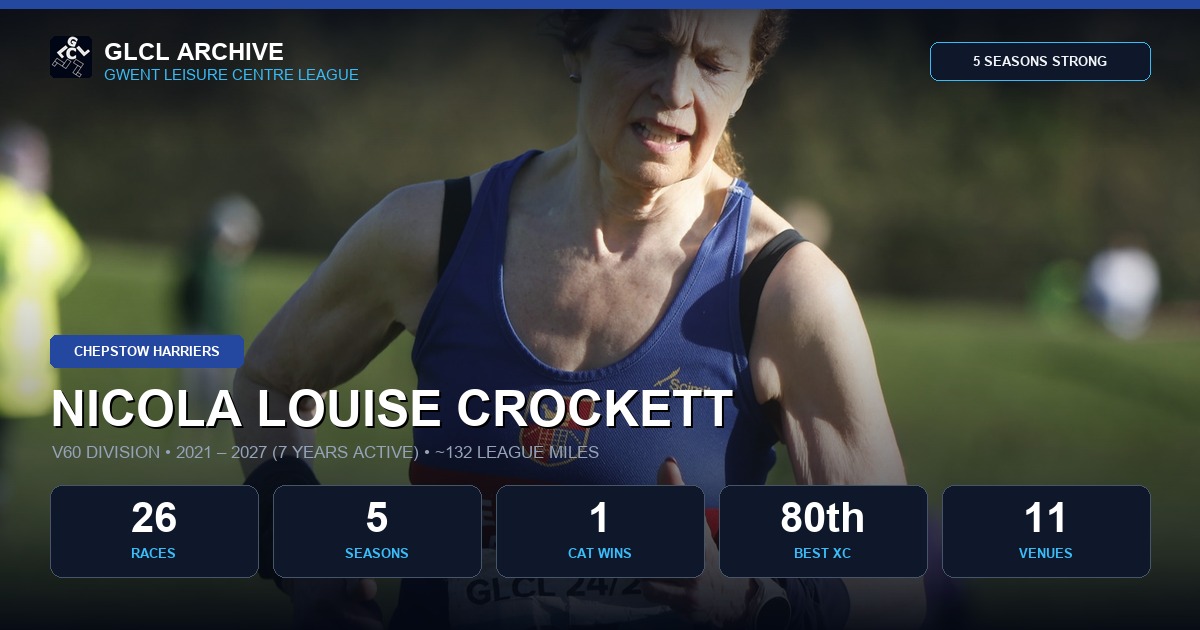 GLCL ARCHIVE
GWENT LEISURE CENTRE LEAGUE
5 SEASONS STRONG
CHEPSTOW HARRIERS
NICOLA LOUISE CROCKETT
V60 DIVISION • 2021 – 2027 (7 YEARS ACTIVE) • ~132 LEAGUE MILES
26
RACES
5
SEASONS
1
CAT WINS
80th
BEST XC
11
VENUES
GLCL 24/2